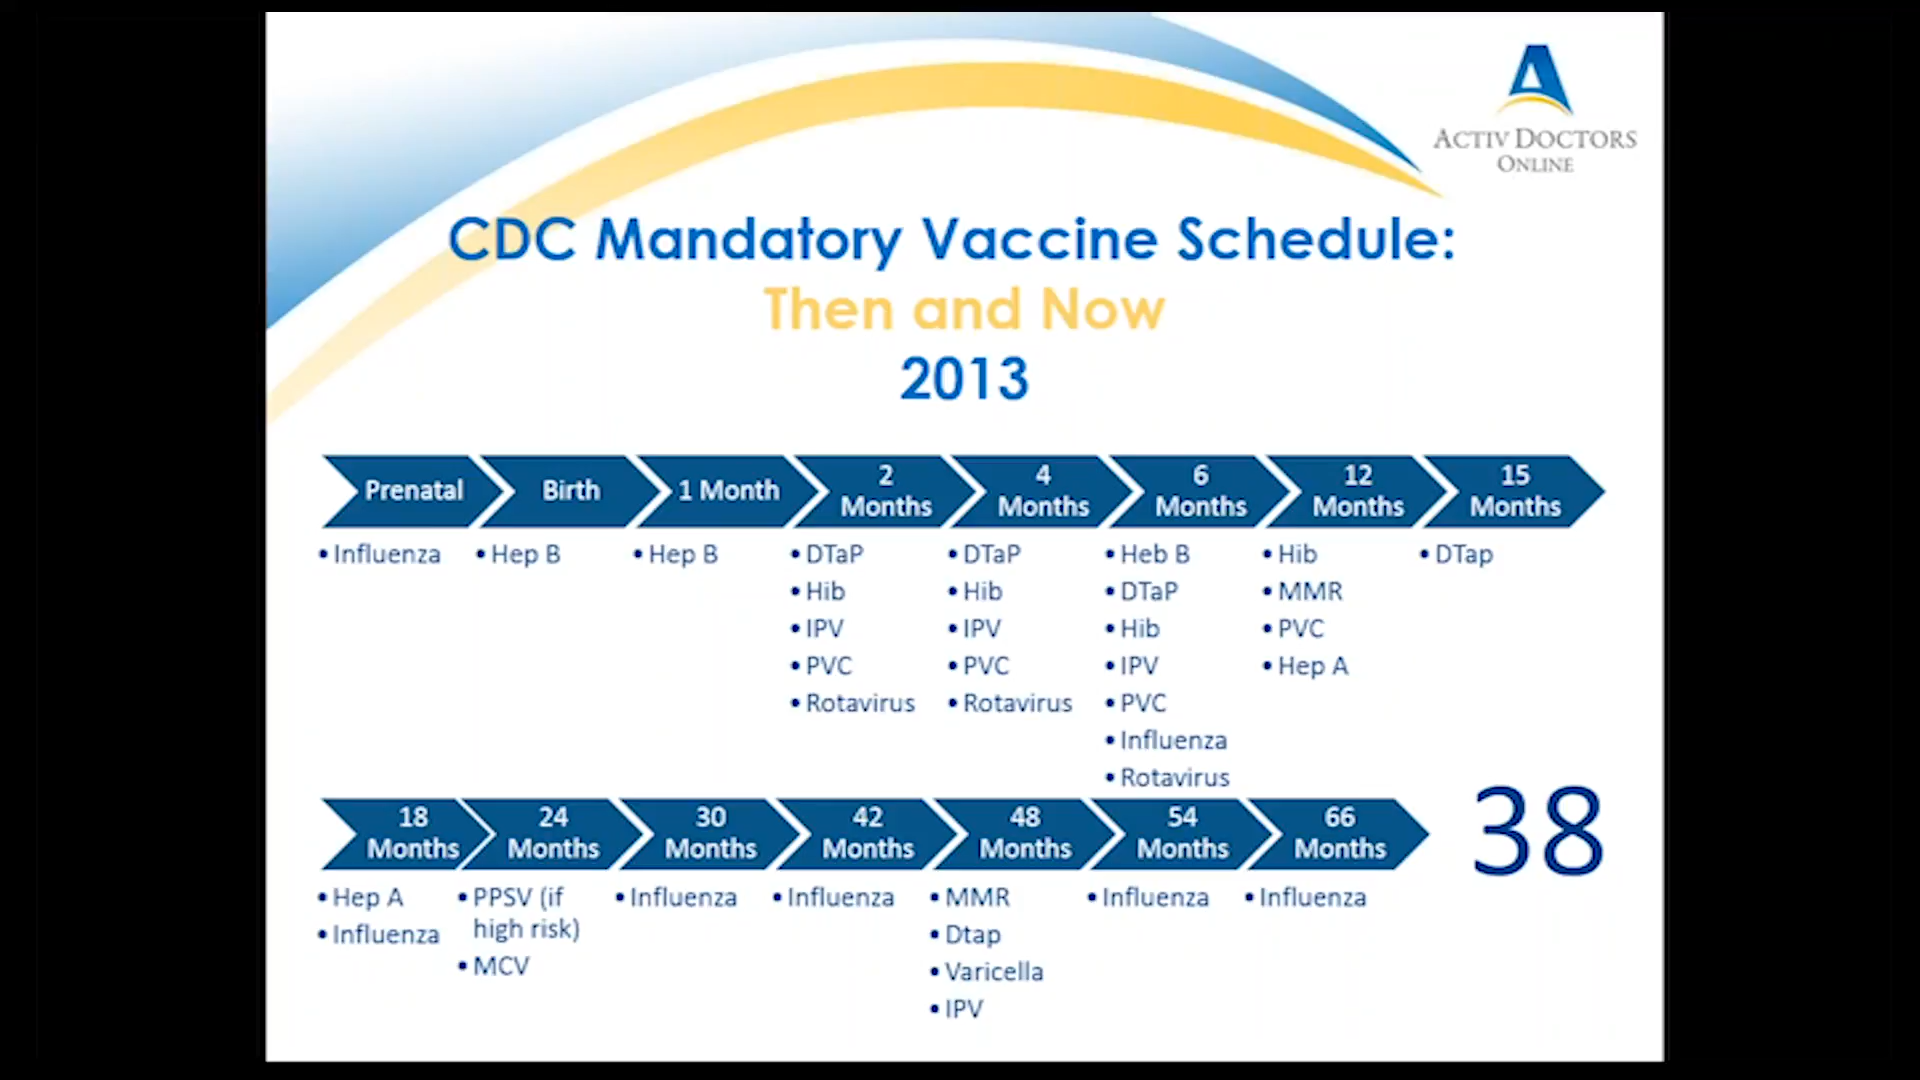 ACTIV DOCTORS
ONLINE
CDC Mandatory Vaccine Schedule:
Then and Now
2013
Prenatal
• Influenza
Birth
• Hep B
1 Month
• Hep B
2
Months
• DTaP
• Hib
• IPV
• PVC
• Rotavirus
4
Months
• DTaP
• Hib
• IPV
• PVC
• Rotavirus
6
Months
• Heb B
• DTaP
• Hib
• IPV
• PVC
• Influenza
• Rotavirus
12
Months
• Hib
• MMR
• PVC
• Hep A
15
Months
• DTap
18
Months
• Hep A
• Influenza
24
Months
• PPSV (if
high risk)
• MCV
30
Months
• Influenza
42
Months
• Influenza
48
Months
• MMR
• Dtap
• Varicella
• IPV
54
Months
• Influenza
66
Months
• Influenza
38